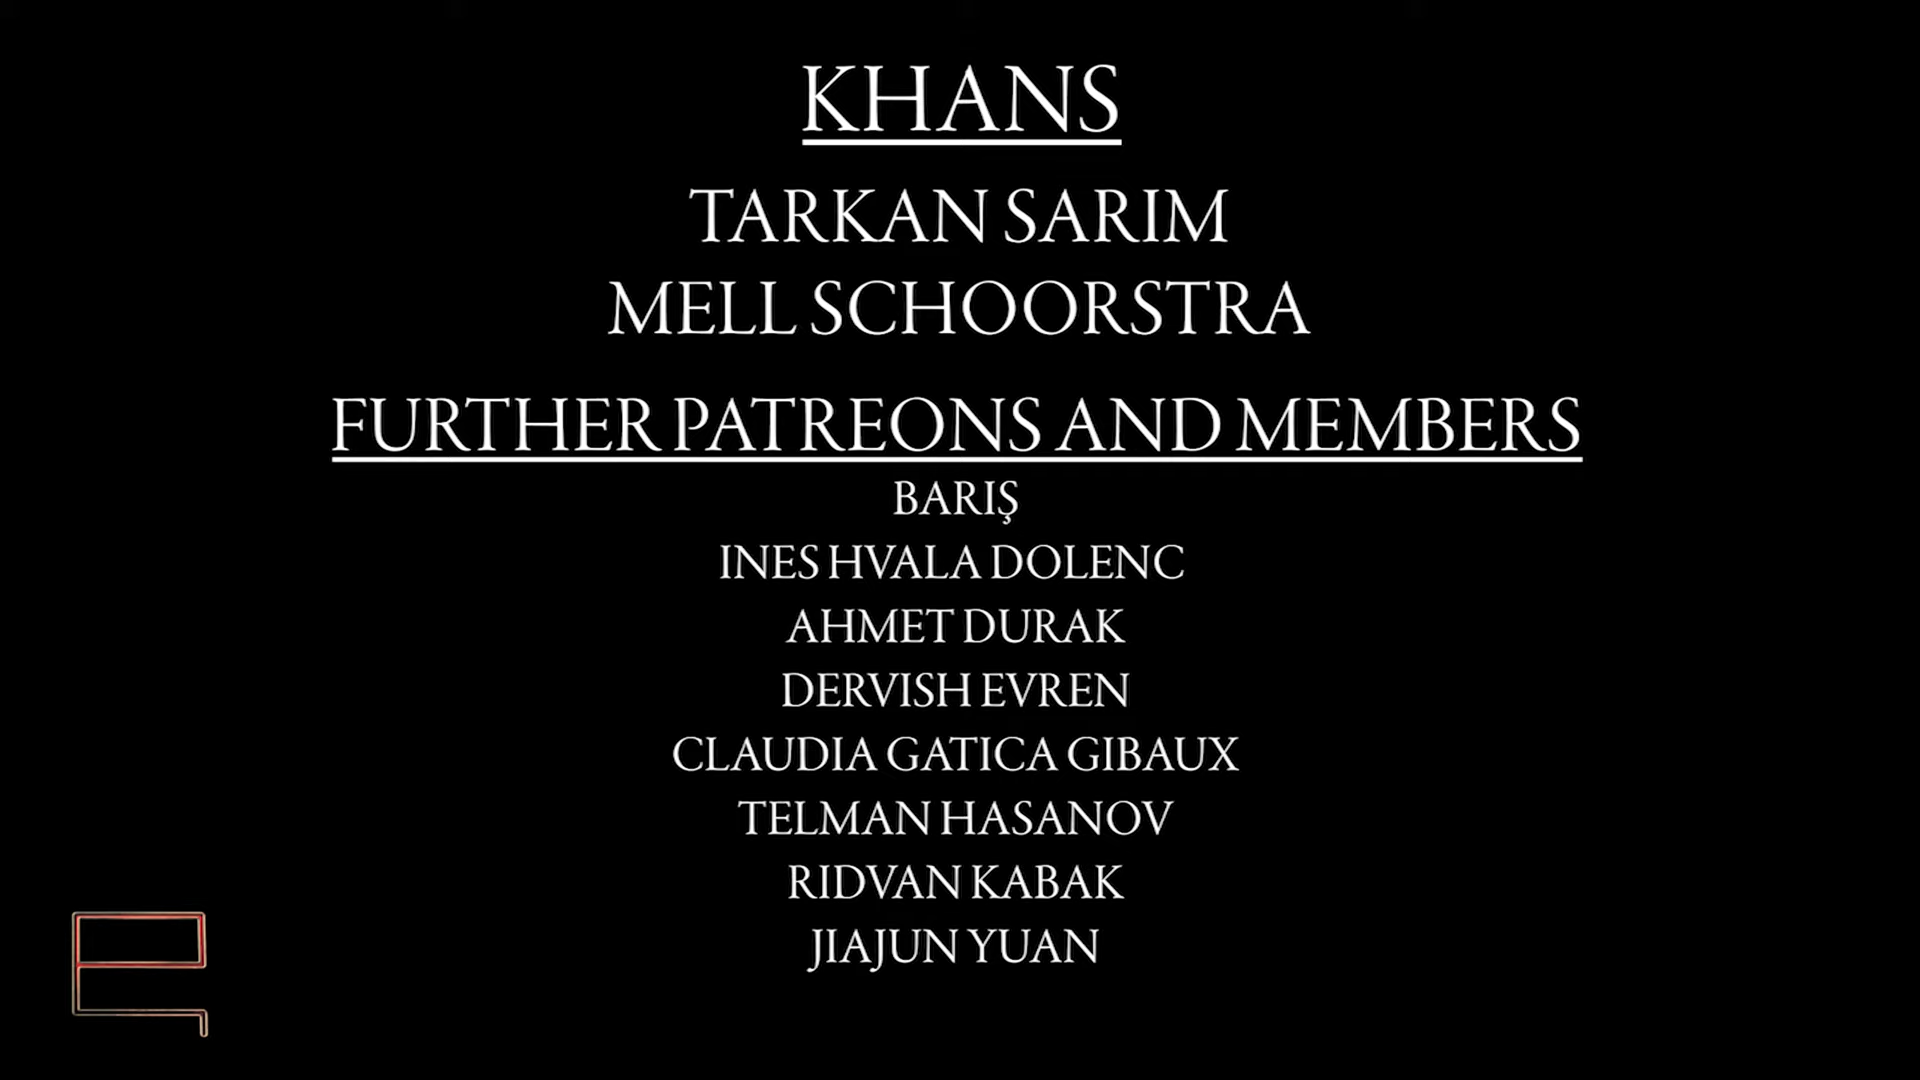 KHANS
TARKAN SARIM
MELL SCHOORSTRA
FURTHER PATREONS AND MEMBERS
BARIŞ
INES HVALA DOLENC
AHMET DURAK
DERVISH EVREN
CLAUDIA GATICA GIBAUX
TELMAN HASANOV
RIDVAN KABAK
JIAJUN YUAN